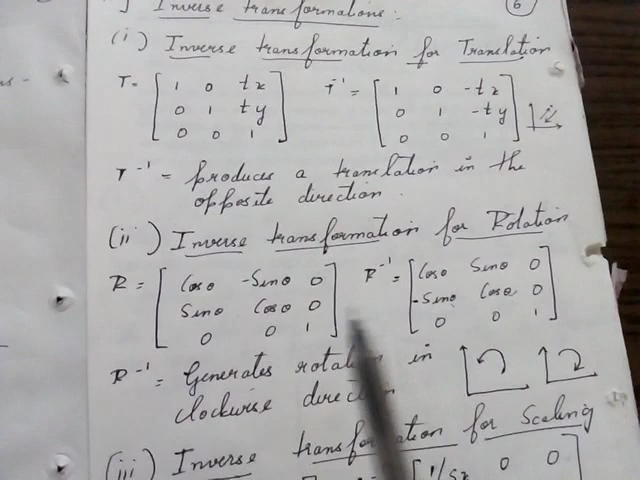 ] Inverse transformations:
6
(i) Inverse transformation for Translation
T = [ 1 0 tx
0 1 ty
0 0 1 ]
T⁻¹ = [ 1 0 -tx
0 1 -ty
0 0 1 ]
T⁻¹ = produces a translation in the
opposite direction.
(ii) Inverse transformation for Rotation
R = [ Cosθ -Sinθ 0
Sinθ Cosθ 0
0 0 1 ]
R⁻¹ = [ Cosθ Sinθ 0
-Sinθ Cosθ 0
0 0 1 ]
R⁻¹ = Generates rotation in
clockwise direction
(iii) Inverse transformation for Scaling
[ 1/Sx 0 0 ]